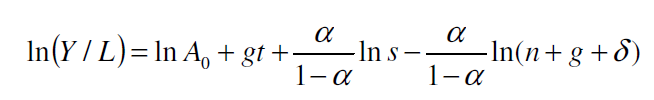 ln(Y / L) = ln A₀ + gt + α/(1−α) ln s − α/(1−α) ln(n + g + δ)